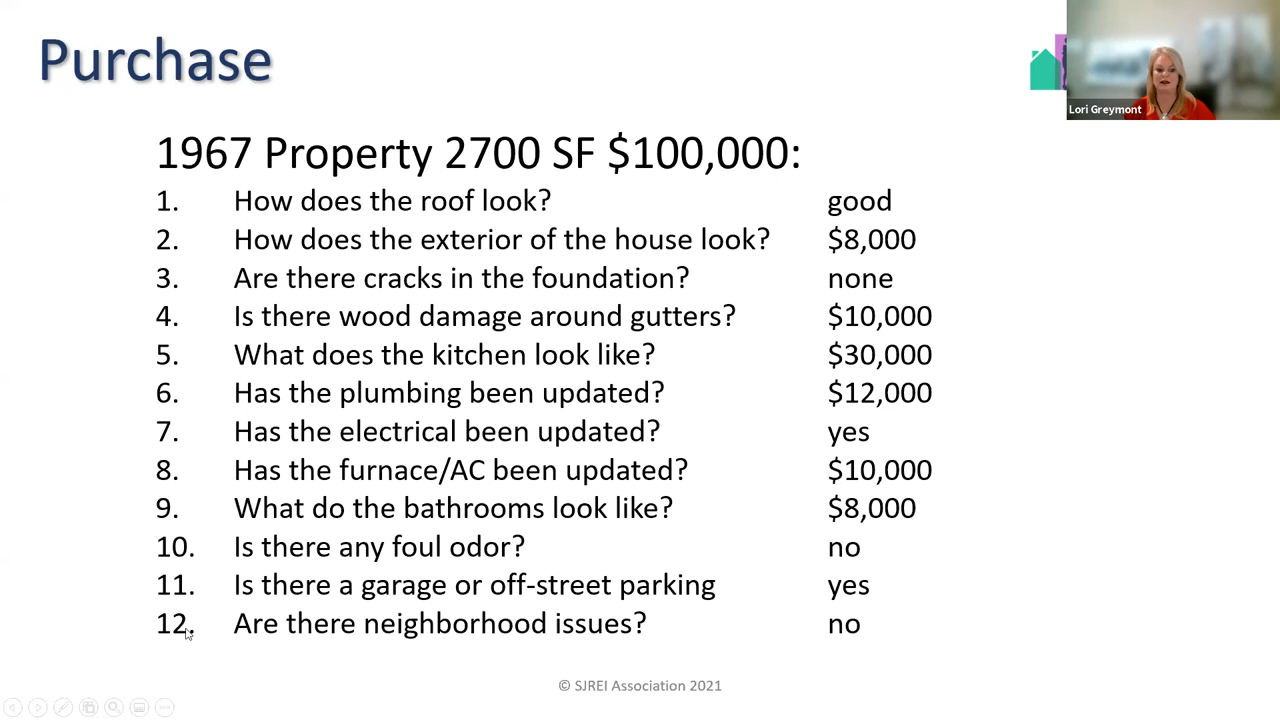 Purchase
Lori Greymont
1967 Property 2700 SF $100,000:
1. How does the roof look? good
2. How does the exterior of the house look? $8,000
3. Are there cracks in the foundation? none
4. Is there wood damage around gutters? $10,000
5. What does the kitchen look like? $30,000
6. Has the plumbing been updated? $12,000
7. Has the electrical been updated? yes
8. Has the furnace/AC been updated? $10,000
9. What do the bathrooms look like? $8,000
10. Is there any foul odor? no
11. Is there a garage or off-street parking yes
12. Are there neighborhood issues? no
© SJREI Association 2021